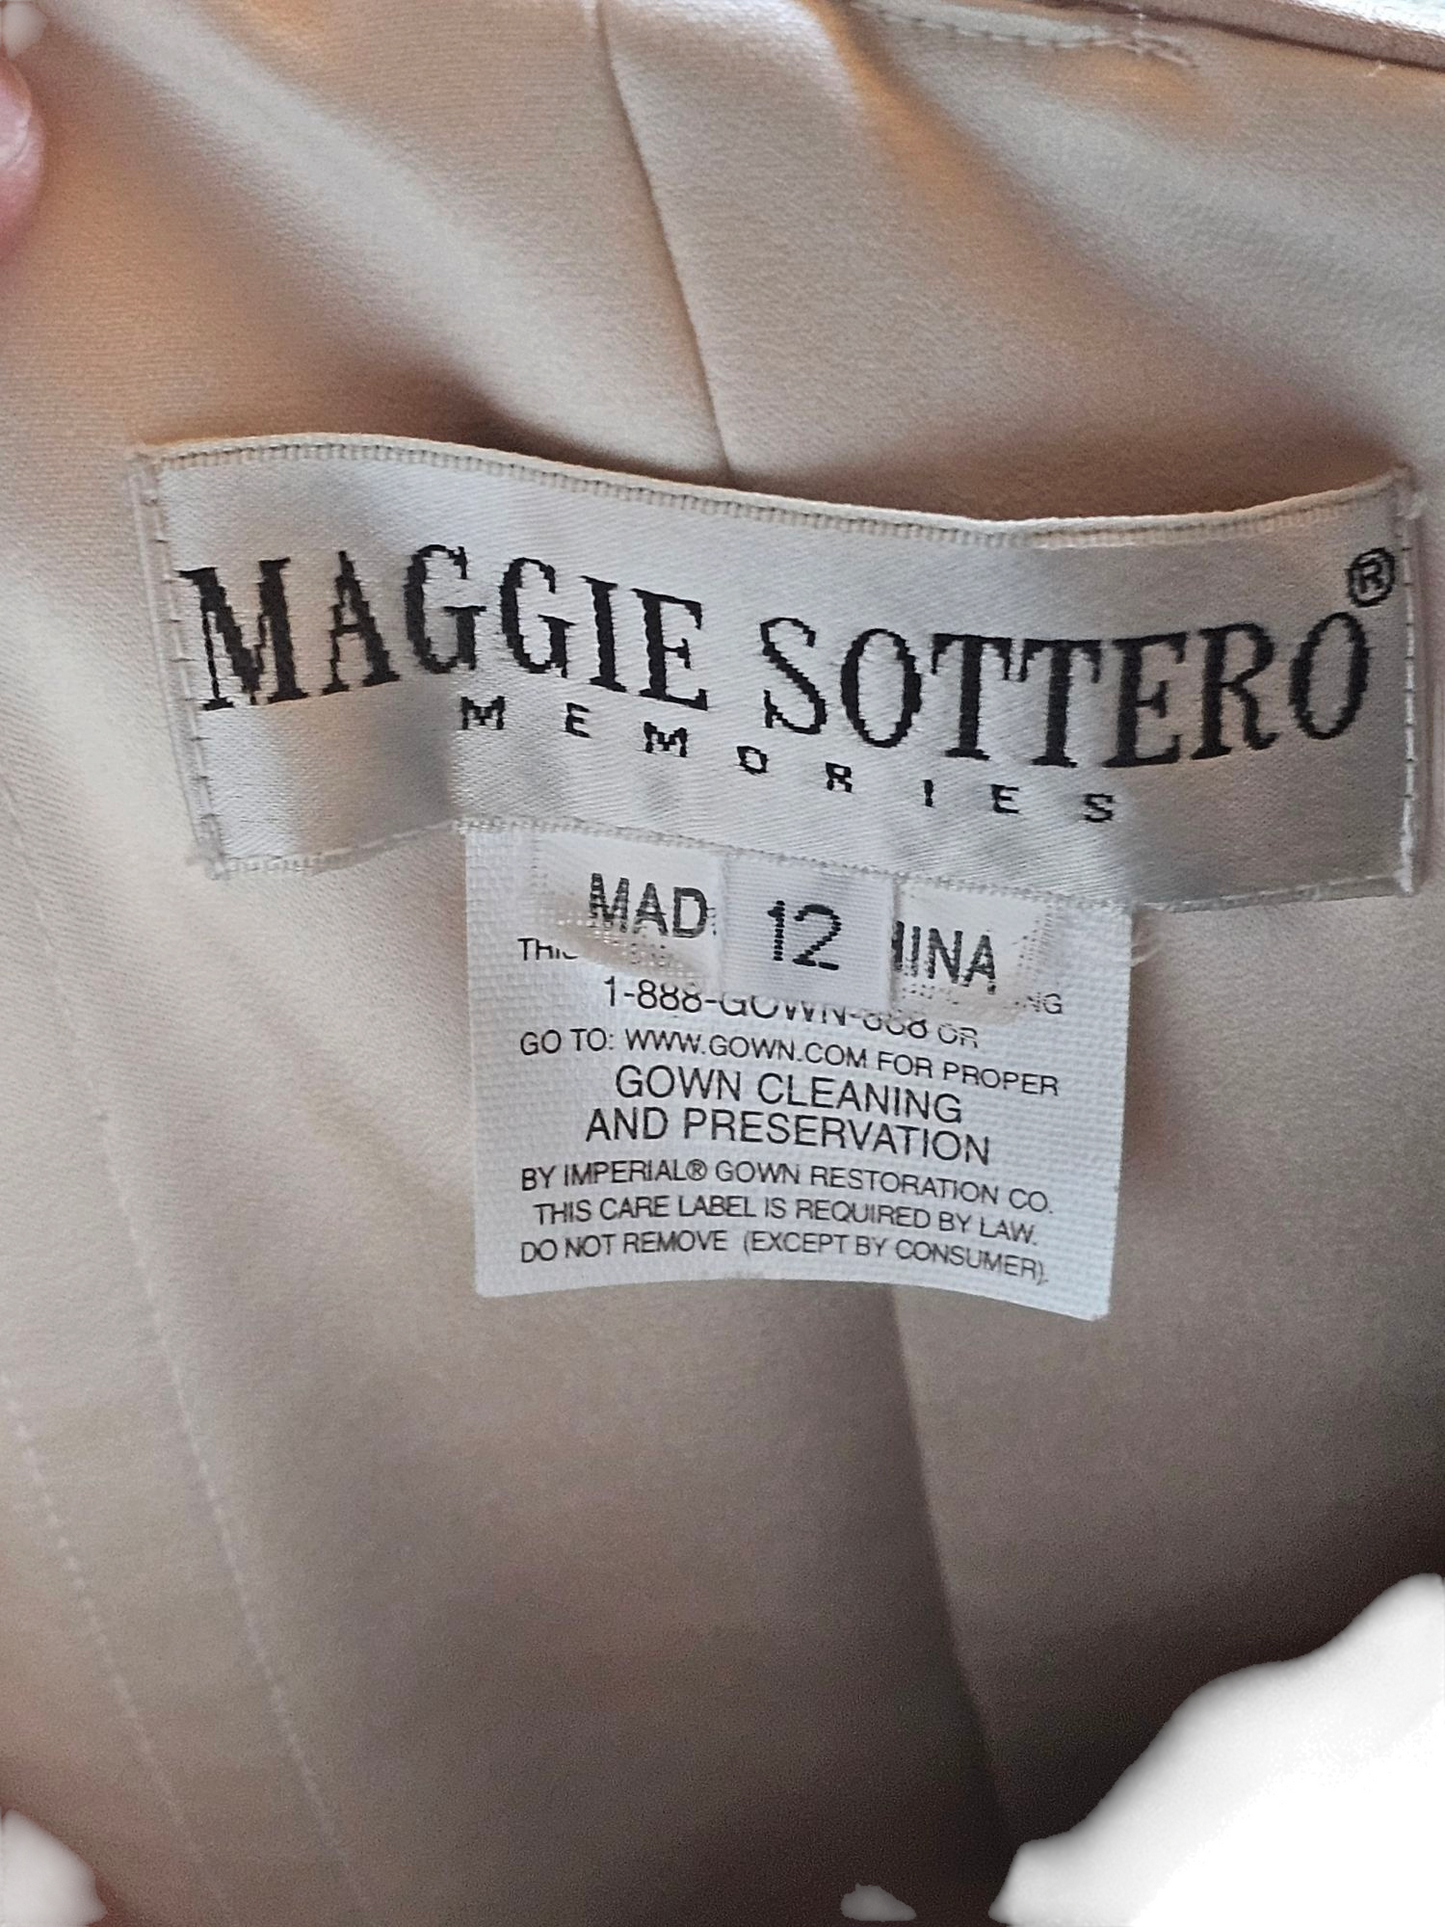 MAGGIE SOTTERO®
MEMORIES
MAD 12 INA
1-888-GOWN-888 OR
GO TO: WWW.GOWN.COM FOR PROPER
GOWN CLEANING
AND PRESERVATION
BY IMPERIAL® GOWN RESTORATION CO.
THIS CARE LABEL IS REQUIRED BY LAW.
DO NOT REMOVE (EXCEPT BY CONSUMER).